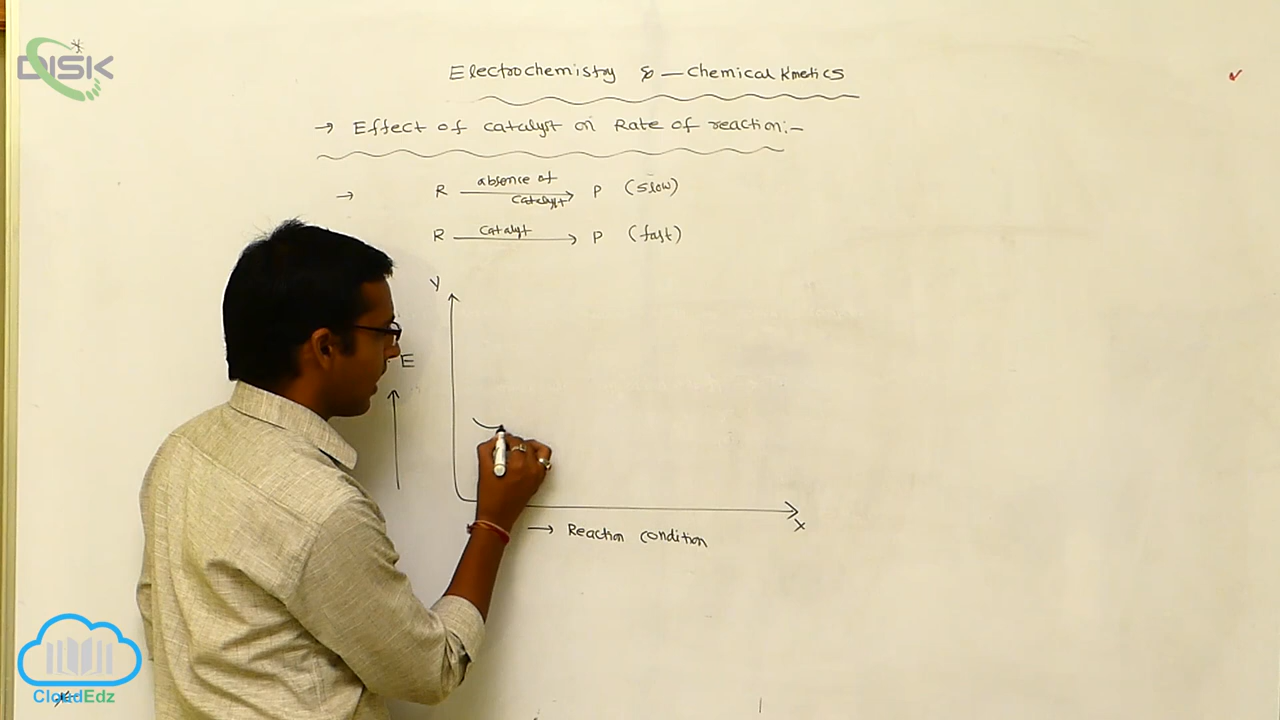 DISK
Electrochemistry & - Chemical Kinetics
→ Effect of catalyst on Rate of reaction:-
→ R absence of catalyst → P (slow)
R catalyst → P (fast)
Y
E
X
→ Reaction condition
CloudEdz